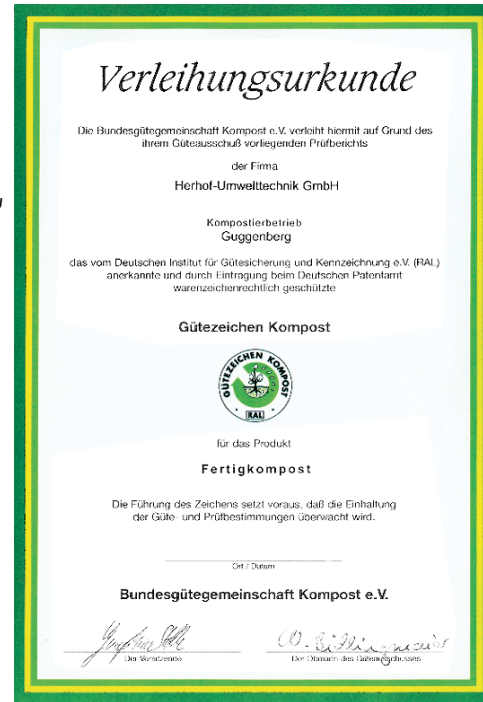 Verleihungsurkunde
Die Bundesgütegemeinschaft Kompost e.V. verleiht hiermit auf Grund des
ihrem Güteausschuß vorliegenden Prüfberichts
der Firma
Herhof-Umwelttechnik GmbH
Kompostierbetrieb
Guggenberg
das vom Deutschen Institut für Gütesicherung und Kennzeichnung e.V. (RAL)
anerkannte und durch Eintragung beim Deutschen Patentamt
warenzeichenrechtlich geschützte
Gütezeichen Kompost
GÜTEZEICHEN KOMPOST
RAL
für das Produkt
Fertigkompost
Die Führung des Zeichens setzt voraus, daß die Einhaltung
der Güte- und Prüfbestimmungen überwacht wird.
Ort / Datum
Bundesgütegemeinschaft Kompost e.V.
Der Vorsitzende
Der Obmann des Güteausschusses